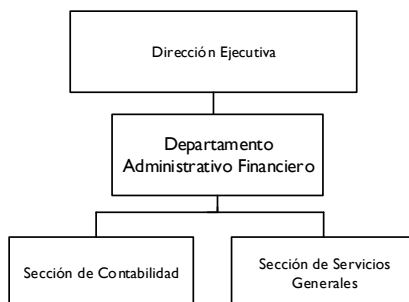 Dirección Ejecutiva
Departamento
Administrativo Financiero
Sección de Contabilidad
Sección de Servicios
Generales